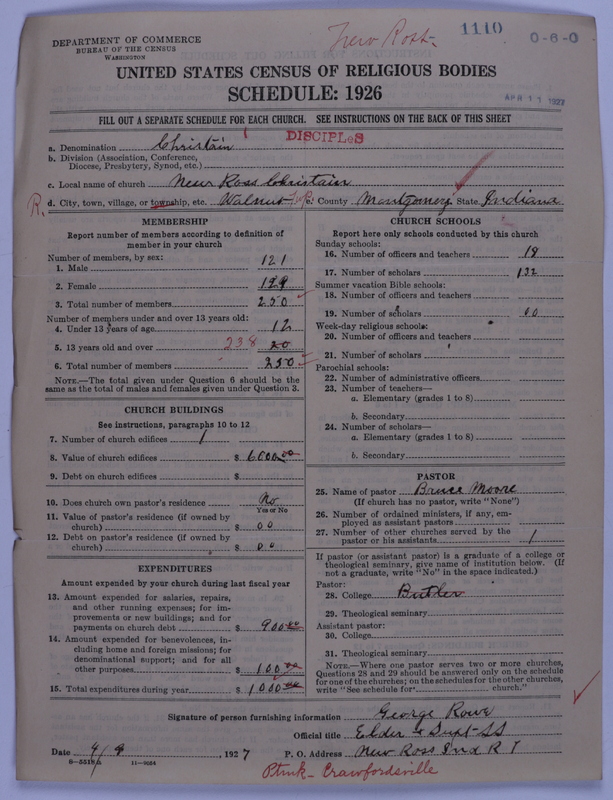 DEPARTMENT OF COMMERCE
BUREAU OF THE CENSUS
WASHINGTON
New Ross
1110
0-6-0
UNITED STATES CENSUS OF RELIGIOUS BODIES
SCHEDULE: 1926
APR 11 1927
FILL OUT A SEPARATE SCHEDULE FOR EACH CHURCH. SEE INSTRUCTIONS ON THE BACK OF THIS SHEET
DISCIPLES
a. Denomination Christain
b. Division (Association, Conference, Diocese, Presbytery, Synod, etc.)
c. Local name of church New Ross Christain
R. d. City, town, village, or township, etc. Walnut e. County Montgomery State Indiana
MEMBERSHIP
Report number of members according to definition of
member in your church
Number of members, by sex:
1. Male 121
2. Female 129
3. Total number of members 250
Number of members under and over 13 years old:
4. Under 13 years of age 12
5. 13 years old and over 238 20
6. Total number of members 250
NOTE.—The total given under Question 6 should be the
same as the total of males and females given under Question 3.
CHURCH BUILDINGS
See instructions, paragraphs 10 to 12
7. Number of church edifices 1
8. Value of church edifices $ 6000.00
9. Debt on church edifices $
10. Does church own pastor's residence No
Yes or No
11. Value of pastor's residence (if owned by
church) $ 00
12. Debt on pastor's residence (if owned by
church) $ 00
EXPENDITURES
Amount expended by your church during last fiscal year
13. Amount expended for salaries, repairs,
and other running expenses; for im-
provements or new buildings; and for
payments on church debt $ 900.00
14. Amount expended for benevolences, in-
cluding home and foreign missions; for
denominational support; and for all
other purposes $ 100.00
15. Total expenditures during year $ 1000.00
CHURCH SCHOOLS
Report here only schools conducted by this church
Sunday schools:
16. Number of officers and teachers 18
17. Number of scholars 132
Summer vacation Bible schools:
18. Number of officers and teachers
19. Number of scholars 00
Week-day religious schools:
20. Number of officers and teachers
21. Number of scholars
Parochial schools:
22. Number of administrative officers
23. Number of teachers—
a. Elementary (grades 1 to 8)
b. Secondary
24. Number of scholars—
a. Elementary (grades 1 to 8)
b. Secondary
PASTOR
25. Name of pastor Bruce Moore
(If church has no pastor, write "None")
26. Number of ordained ministers, if any, em-
ployed as assistant pastors
27. Number of other churches served by the
pastor or his assistants 1
If pastor (or assistant pastor) is a graduate of a college or
theological seminary, give name of institution below. (If
not a graduate, write "No" in the space indicated.)
Pastor:
28. College Butler
29. Theological seminary
Assistant pastor:
30. College
31. Theological seminary
NOTE.—Where one pastor serves two or more churches,
Questions 28 and 29 should be answered only on the schedule
for one of the churches; on the schedules for the other churches,
write "See schedule for church."
Signature of person furnishing information George Rowe
Official title Elder & Supt SS
Date 4/9, 1927 P. O. Address New Ross Ind R 1
8—5518a 11—9084
Ptmk - Crawfordsville